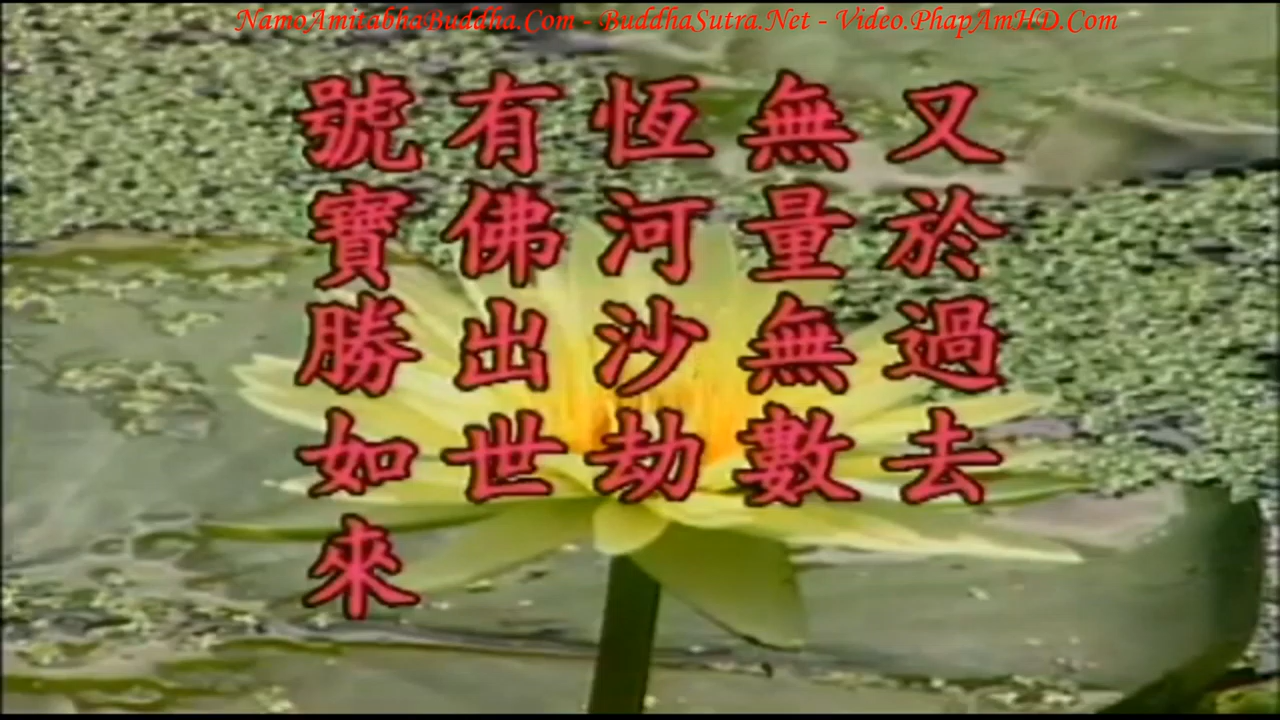 NamoAmitabhaBuddha.Com - BuddhaSutra.Net - Video.PhapAmHD.Com
又於過去
無量無數
恆河沙劫
有佛出世
號寶勝如來